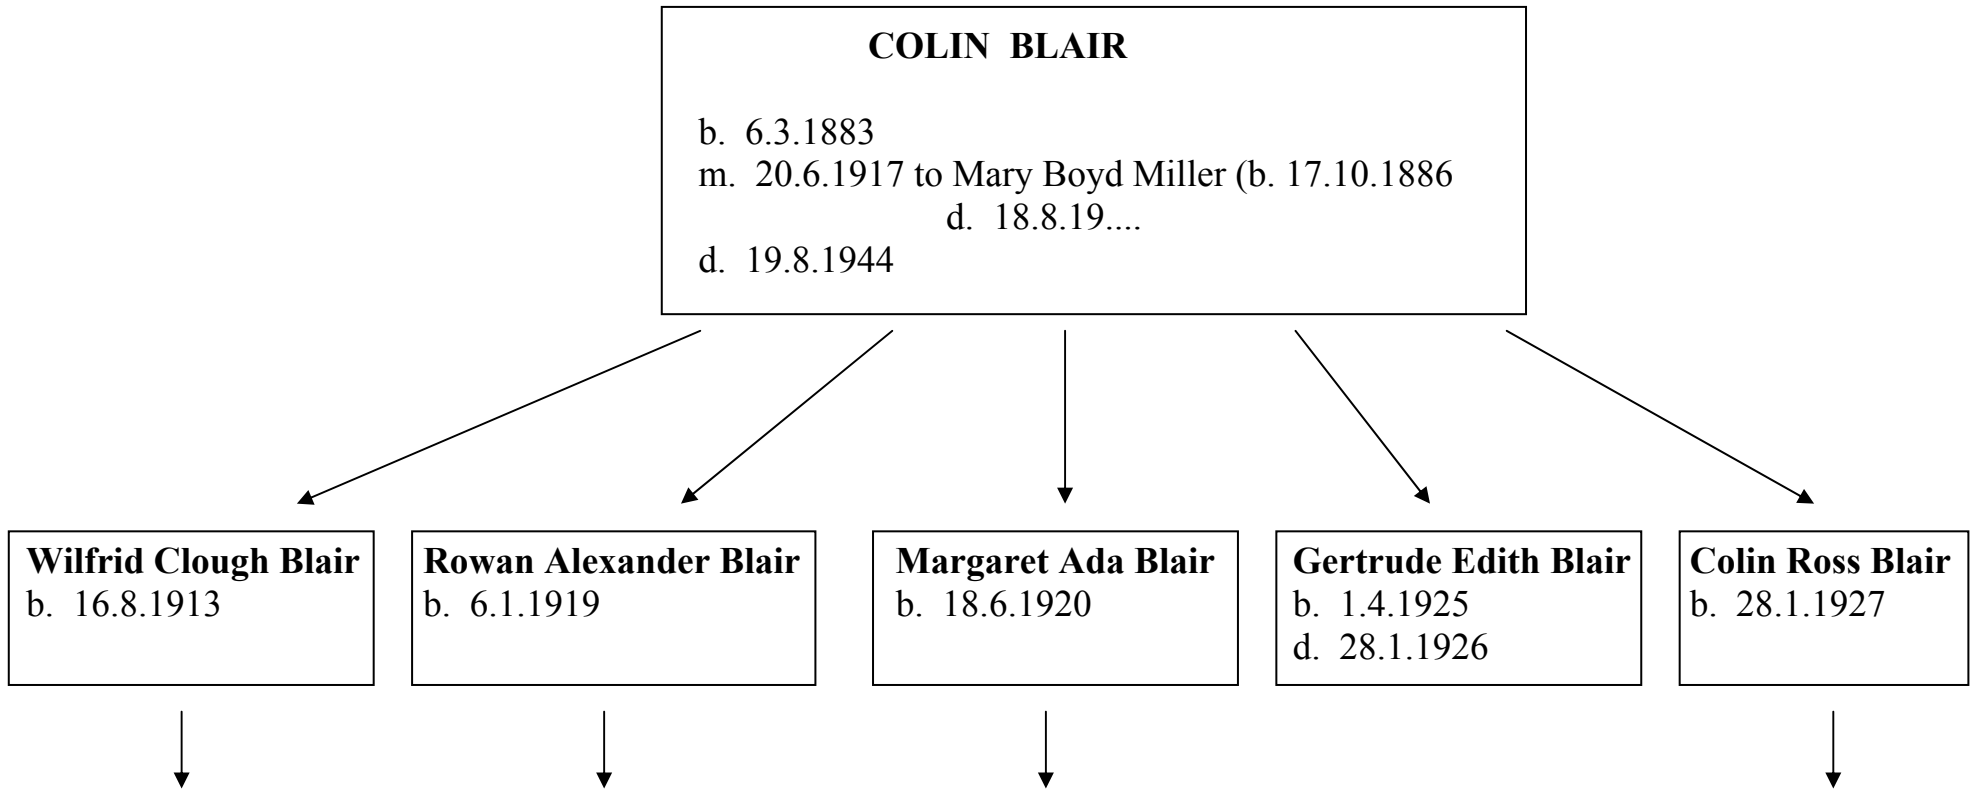 COLIN BLAIR
b. 6.3.1883
m. 20.6.1917 to Mary Boyd Miller (b. 17.10.1886
d. 18.8.19....
d. 19.8.1944
Wilfrid Clough Blair
b. 16.8.1913
Rowan Alexander Blair
b. 6.1.1919
Margaret Ada Blair
b. 18.6.1920
Gertrude Edith Blair
b. 1.4.1925
d. 28.1.1926
Colin Ross Blair
b. 28.1.1927